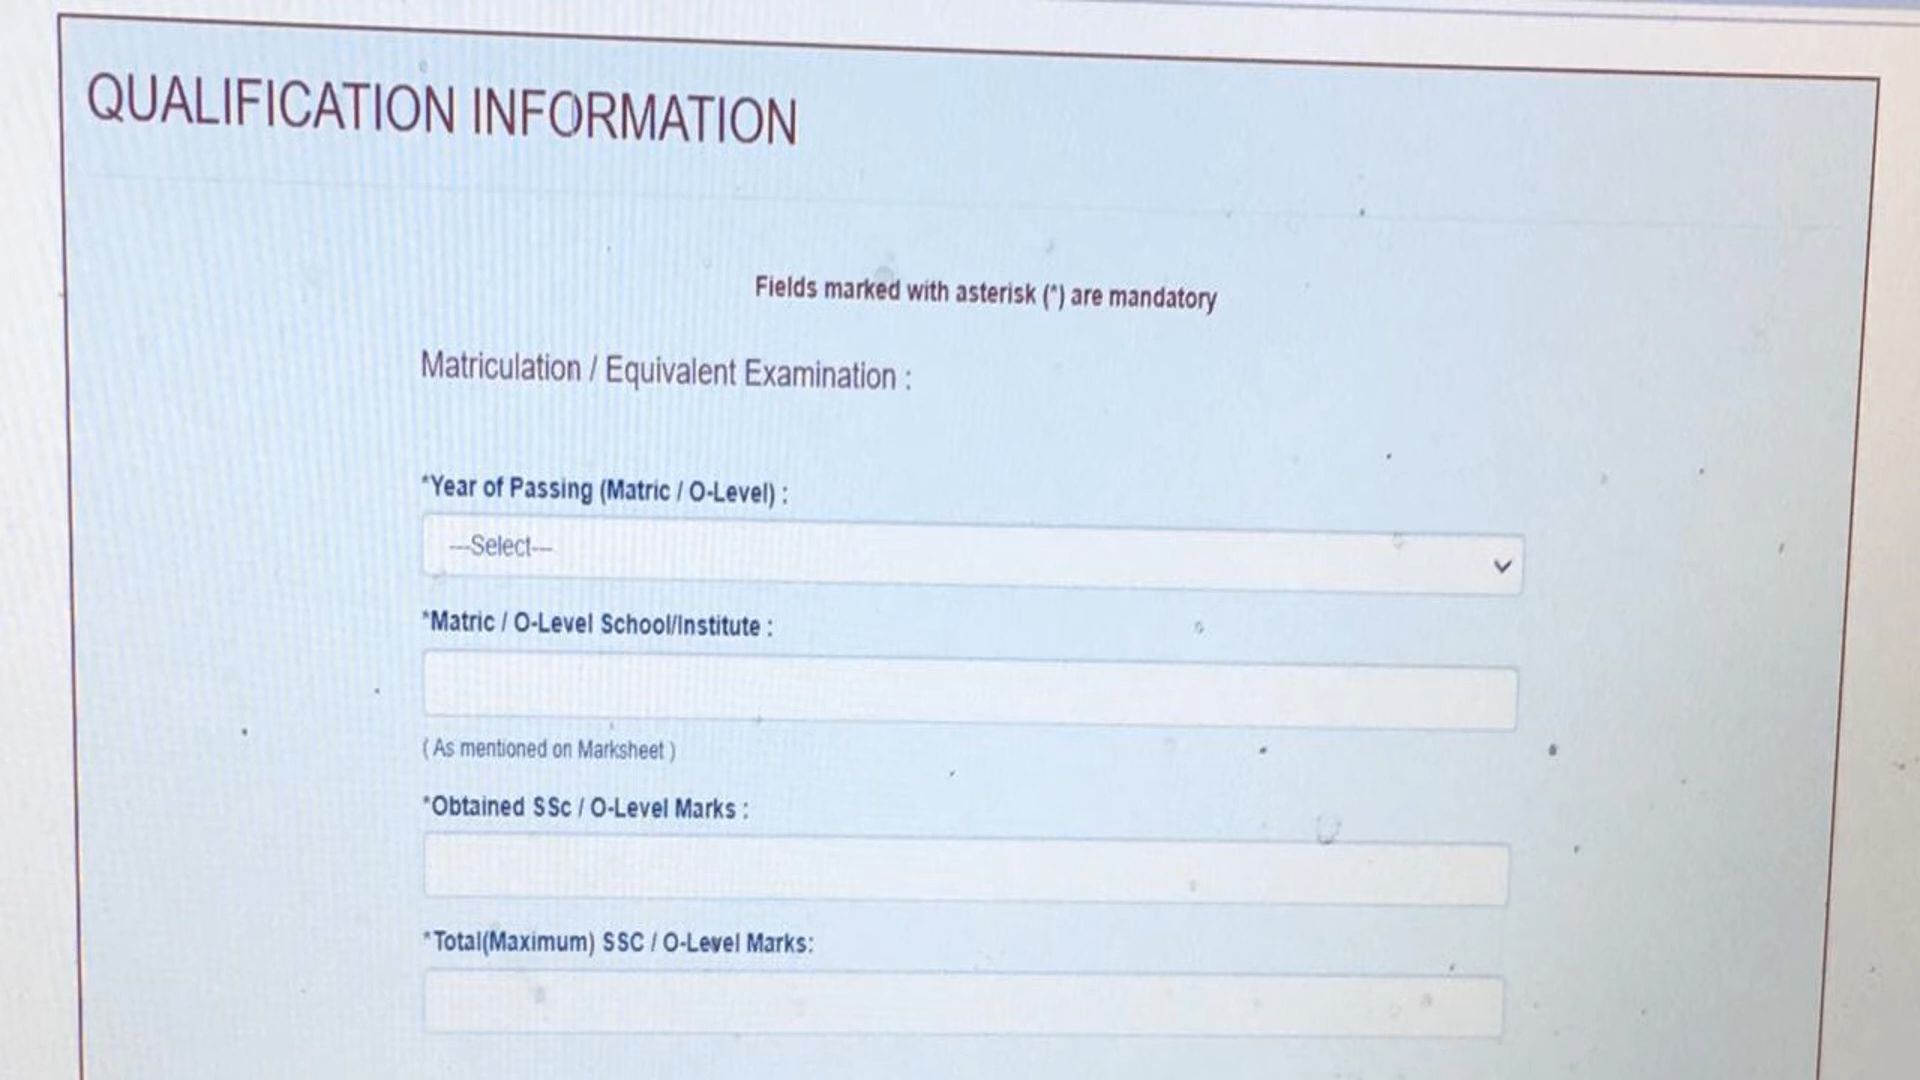 QUALIFICATION INFORMATION
Fields marked with asterisk (*) are mandatory
Matriculation / Equivalent Examination :
*Year of Passing (Matric / O-Level) :
---Select---
*Matric / O-Level School/Institute :
( As mentioned on Marksheet )
*Obtained SSc / O-Level Marks :
*Total(Maximum) SSC / O-Level Marks: